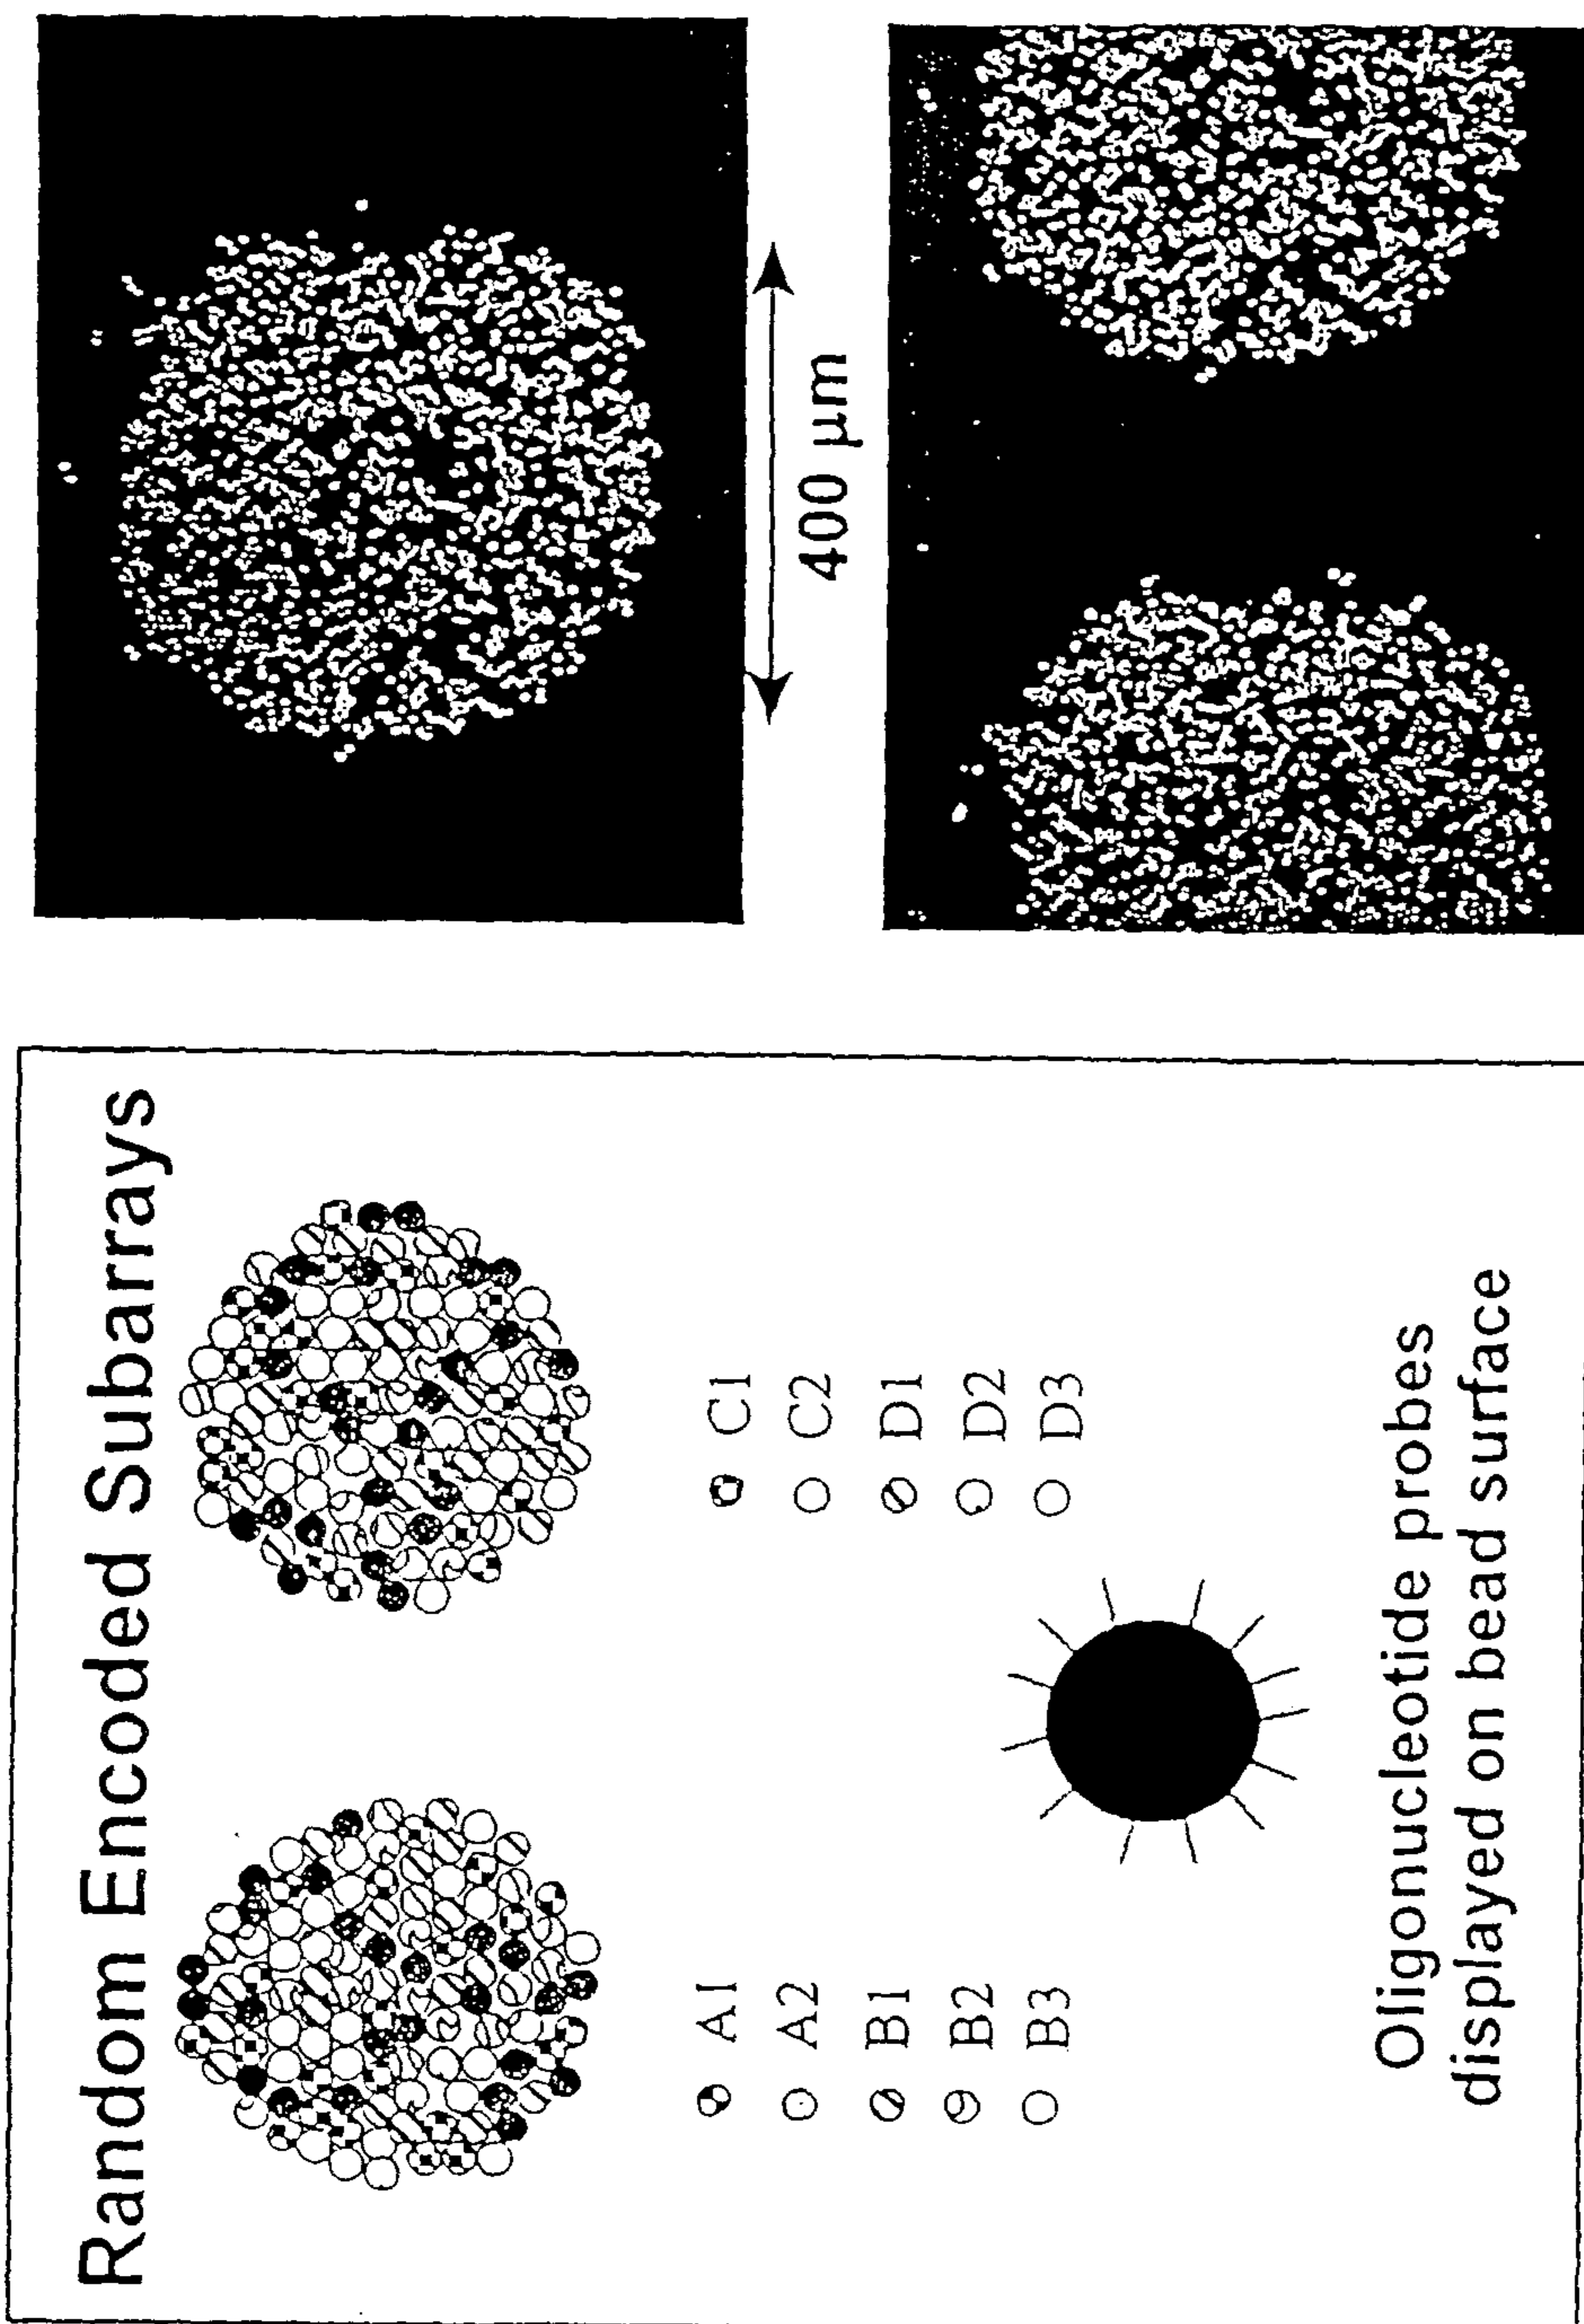 Random Encoded Subarrays
A1
A2
B1
B2
B3
C1
C2
D1
D2
D3
Oligonucleotide probes
displayed on bead surface
400 μm